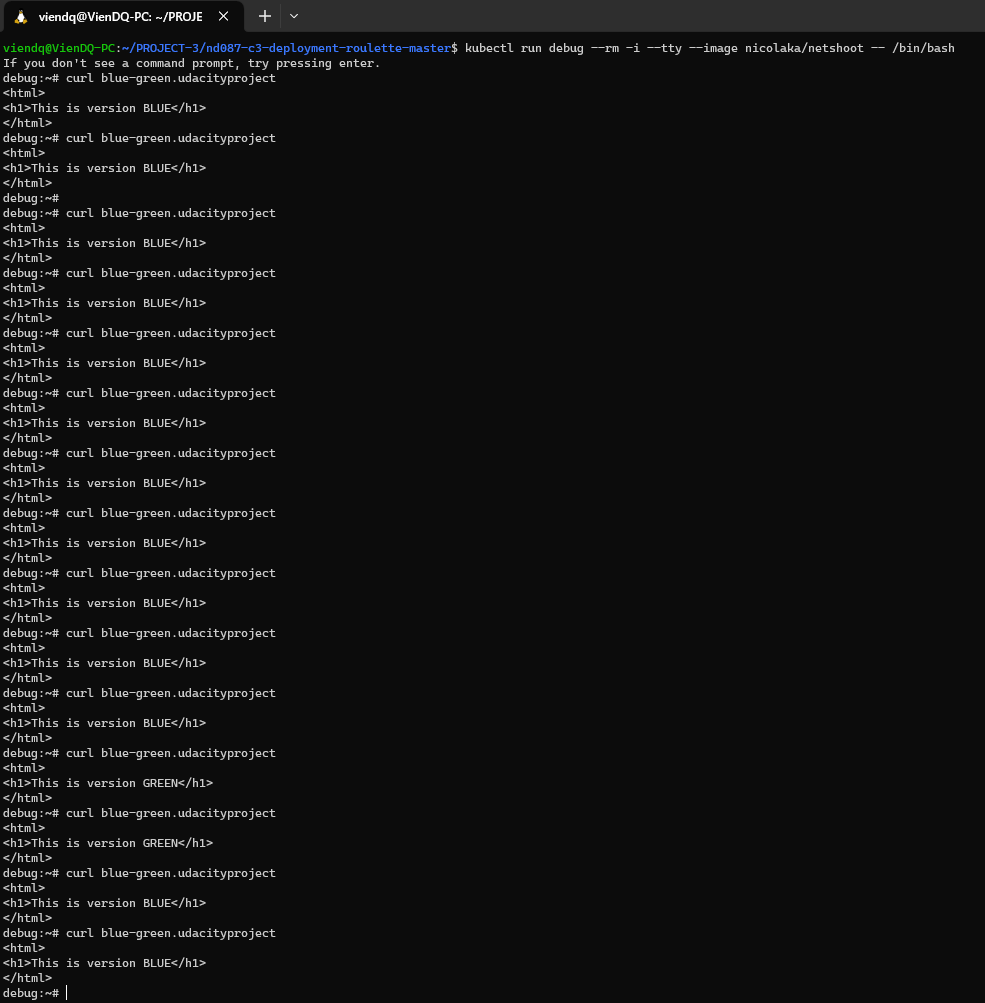 viendq@VienDQ-PC: ~/PROJE
viendq@VienDQ-PC:~/PROJECT-3/nd087-c3-deployment-roulette-master$ kubectl run debug --rm -i --tty --image nicolaka/netshoot -- /bin/bash
If you don't see a command prompt, try pressing enter.
debug:~# curl blue-green.udacityproject
<html>
<h1>This is version BLUE</h1>
</html>
debug:~# curl blue-green.udacityproject
<html>
<h1>This is version BLUE</h1>
</html>
debug:~#
debug:~# curl blue-green.udacityproject
<html>
<h1>This is version BLUE</h1>
</html>
debug:~# curl blue-green.udacityproject
<html>
<h1>This is version BLUE</h1>
</html>
debug:~# curl blue-green.udacityproject
<html>
<h1>This is version BLUE</h1>
</html>
debug:~# curl blue-green.udacityproject
<html>
<h1>This is version BLUE</h1>
</html>
debug:~# curl blue-green.udacityproject
<html>
<h1>This is version BLUE</h1>
</html>
debug:~# curl blue-green.udacityproject
<html>
<h1>This is version BLUE</h1>
</html>
debug:~# curl blue-green.udacityproject
<html>
<h1>This is version BLUE</h1>
</html>
debug:~# curl blue-green.udacityproject
<html>
<h1>This is version BLUE</h1>
</html>
debug:~# curl blue-green.udacityproject
<html>
<h1>This is version BLUE</h1>
</html>
debug:~# curl blue-green.udacityproject
<html>
<h1>This is version GREEN</h1>
</html>
debug:~# curl blue-green.udacityproject
<html>
<h1>This is version GREEN</h1>
</html>
debug:~# curl blue-green.udacityproject
<html>
<h1>This is version BLUE</h1>
</html>
debug:~# curl blue-green.udacityproject
<html>
<h1>This is version BLUE</h1>
</html>
debug:~#